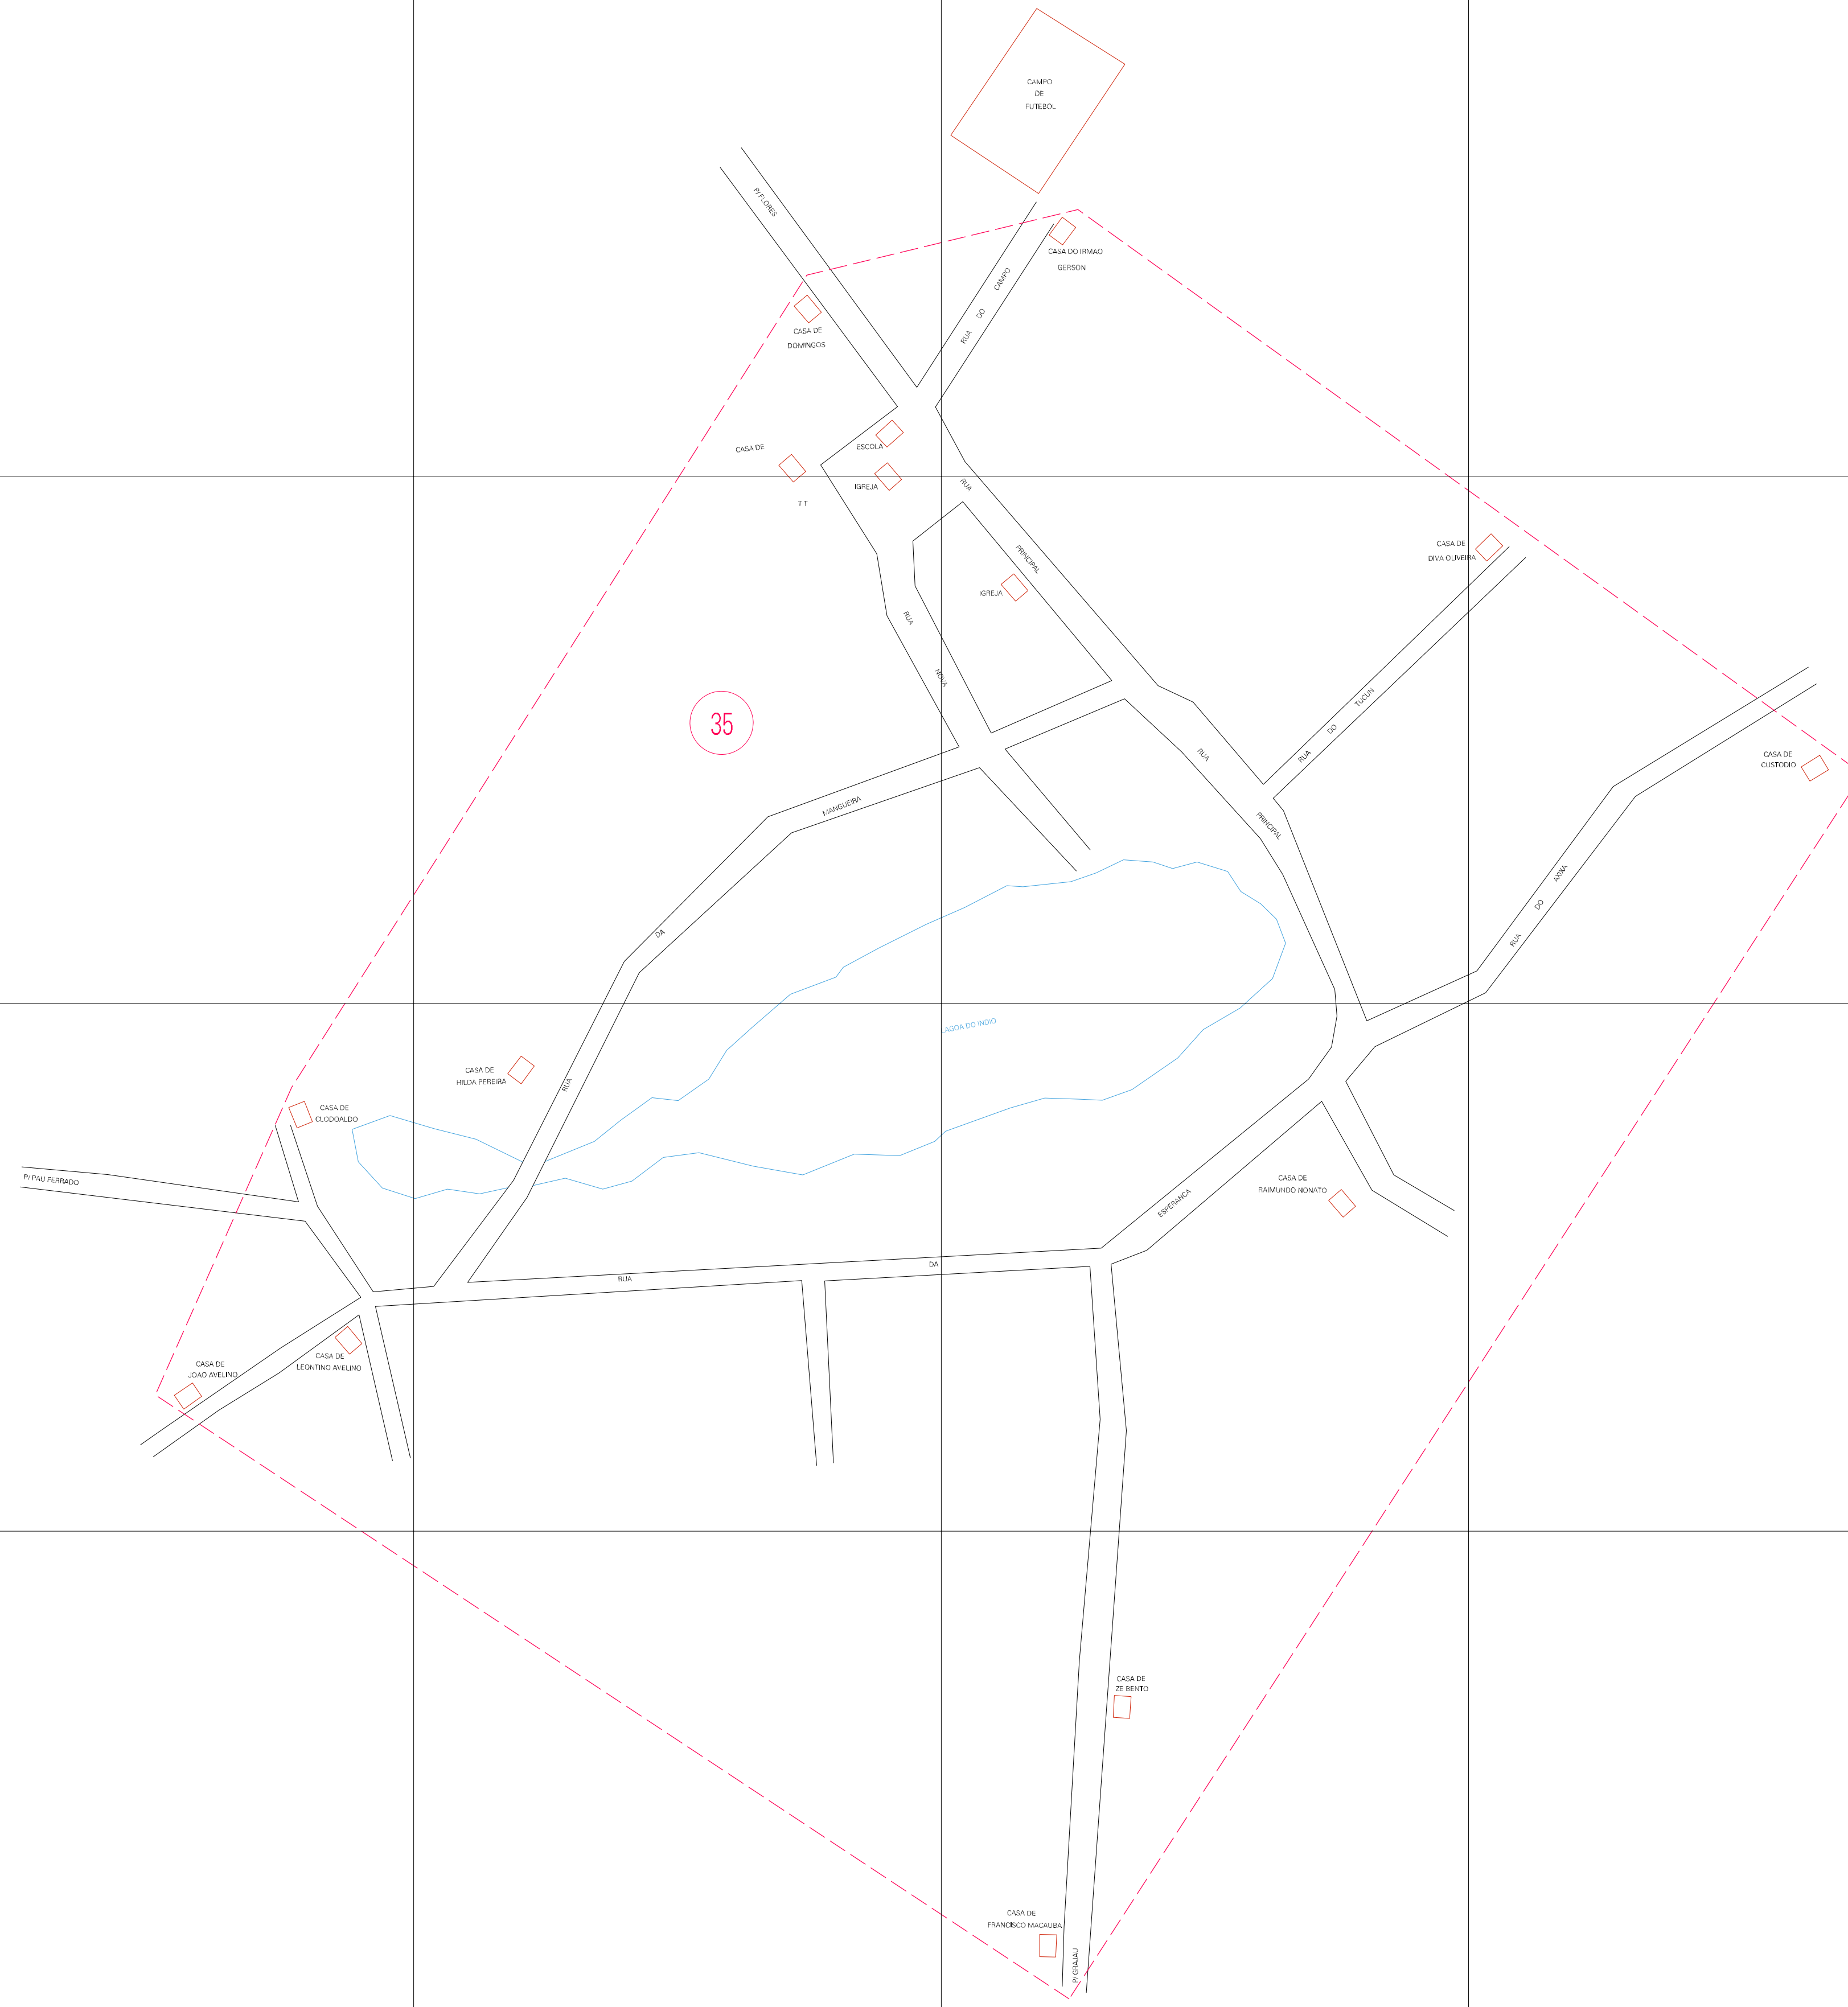 CAMPO
DE
FUTEBOL
P/ FLORES
CASA DO IRMAO
GERSON
RUA DO CAMPO
CASA DE
DOMINGOS
CASA DE
T T
ESCOLA
IGREJA
RUA PRINCIPAL
IGREJA
CASA DE
DIVA OLIVEIRA
RUA NOVA
35
RUA DO TUCUN
RUA PRINCIPAL
CASA DE
CUSTODIO
RUA DA MANGUEIRA
RUA DO AXIXA
LAGOA DO INDIO
CASA DE
HILDA PEREIRA
CASA DE
CLODOALDO
P/ PAU FERRADO
CASA DE
RAIMUNDO NONATO
RUA DA ESPERANCA
CASA DE
JOAO AVELINO
CASA DE
LEONTINO AVELINO
CASA DE
ZE BENTO
CASA DE
FRANCISCO MACAUBA
P/ GRAJAU